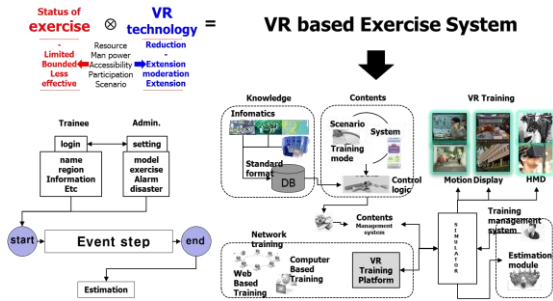 Status of
exercise
⊗
VR
technology
=
VR based Exercise System
-
Limited
Bounded
Less
effective
Resource
Man power
Accessibility
Participation
Scenario
Reduction
-
Extension
moderation
Extension
Trainee
Admin.
login
setting
name
region
Information
Etc
model
exercise
Alarm
disaster
start
Event step
end
Estimation
Knowledge
Infomatics
Standard
format
DB
Contents
Scenario
System
Training
mode
Control
logic
VR Training
Motion
Display
HMD
Contents
Management
system
Network
training
Web
Based Training
Computer
Based
Training
VR
Training
Platform
SIMULATOR
Training
management
system
Estimation
module